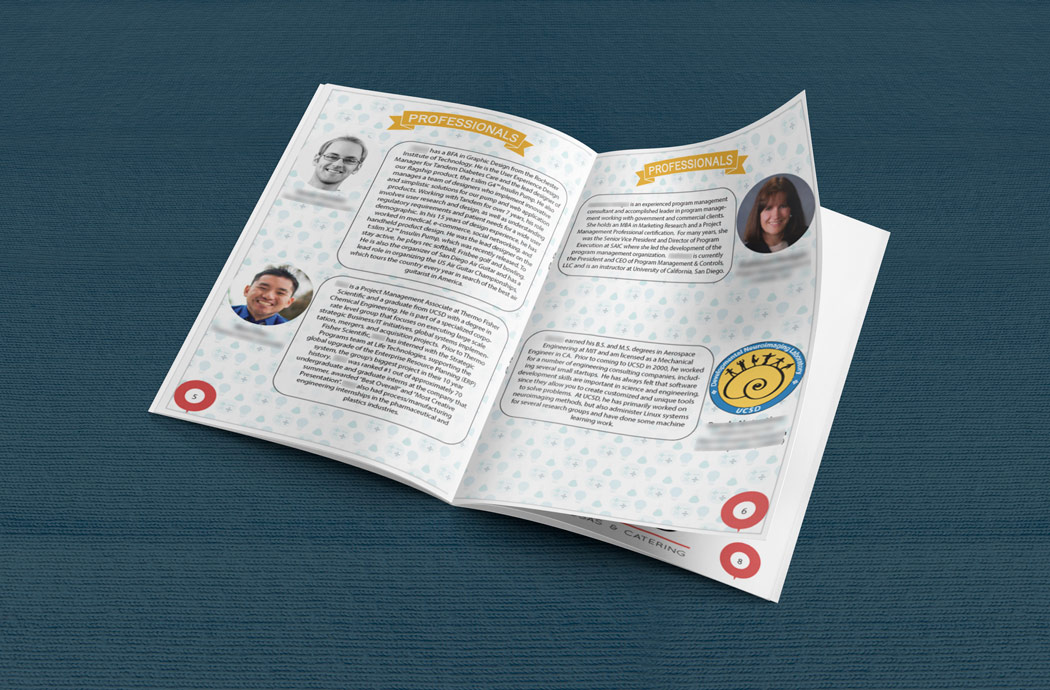 PROFESSIONALS
has a BFA in Graphic Design from the Rochester
Institute of Technology. He is the User Experience Design
Manager for Tandem Diabetes Care and the lead designer of
our flagship product, the t:slim G4™ Insulin Pump. He also
manages a team of designers who implement innovative
and simplistic solutions for our pump and web application
products. Working with Tandem for over 7 years, his role
involves user research and design, as well as understanding
regulatory requirements and patient needs for a wide user
demographic. In his 15 years of design experience, he has
worked in medical, e-commerce, social networking, and
handheld product design. He was the lead designer on the
t:slim X2™ Insulin Pump, which was recently released. To
stay active, he plays rec softball, Frisbee golf and bowling.
He is also the organizer of San Diego Air Guitar and has a
lead role in organizing the US Air Guitar Championships,
which tours the country every year in search of the best air
guitarist in America.
is a Project Management Associate at Thermo Fisher
Scientific and a graduate from UCSD with a degree in
Chemical Engineering. He is part of a specialized corpo-
rate level group that focuses on executing large scale
strategic Business/IT initiatives, global systems implemen-
tation, mergers, and acquisition projects. Prior to Thermo
Fisher Scientific, has interned with the Strategic
Programs team at Life Technologies, supporting the
global upgrade of the Enterprise Resource Planning (ERP)
system, the group's biggest project in their 10 year
history. was ranked #1 out of approximately 70
undergraduate and graduate interns at the company that
summer, awarded "Beat Overall" and "Most Creative
Presentation". also had process/manufacturing
engineering internships in the pharmaceutical and
plastics industries.
5
PROFESSIONALS
is an experienced program management
consultant and accomplished leader in program manage-
ment working with government and commercial clients.
She holds an MBA in Marketing Research and a Project
Management Professional certification. For many years, she
was the Senior Vice President and Director of Program
Execution at SAIC where she led the development of the
program management organization. is currently
the President and CEO of Program Management & Controls,
LLC and is an instructor at University of California, San Diego.
earned his B.S. and M.S. degrees in Aerospace
Engineering at MIT and am licensed as a Mechanical
Engineer in CA. Prior to coming to UCSD in 2000, he worked
for a number of engineering consulting companies, includ-
ing several small startups. He has always felt that software
development skills are important in science and engineering,
since they allow you to create customized and unique tools
to solve problems. At UCSD, he has primarily worked on
neuroimaging methods, but also administer Linux systems
for several research groups and have done some machine
learning work.
Developmental Neuroimaging Laboratory
UCSD
6
& CATERING
8